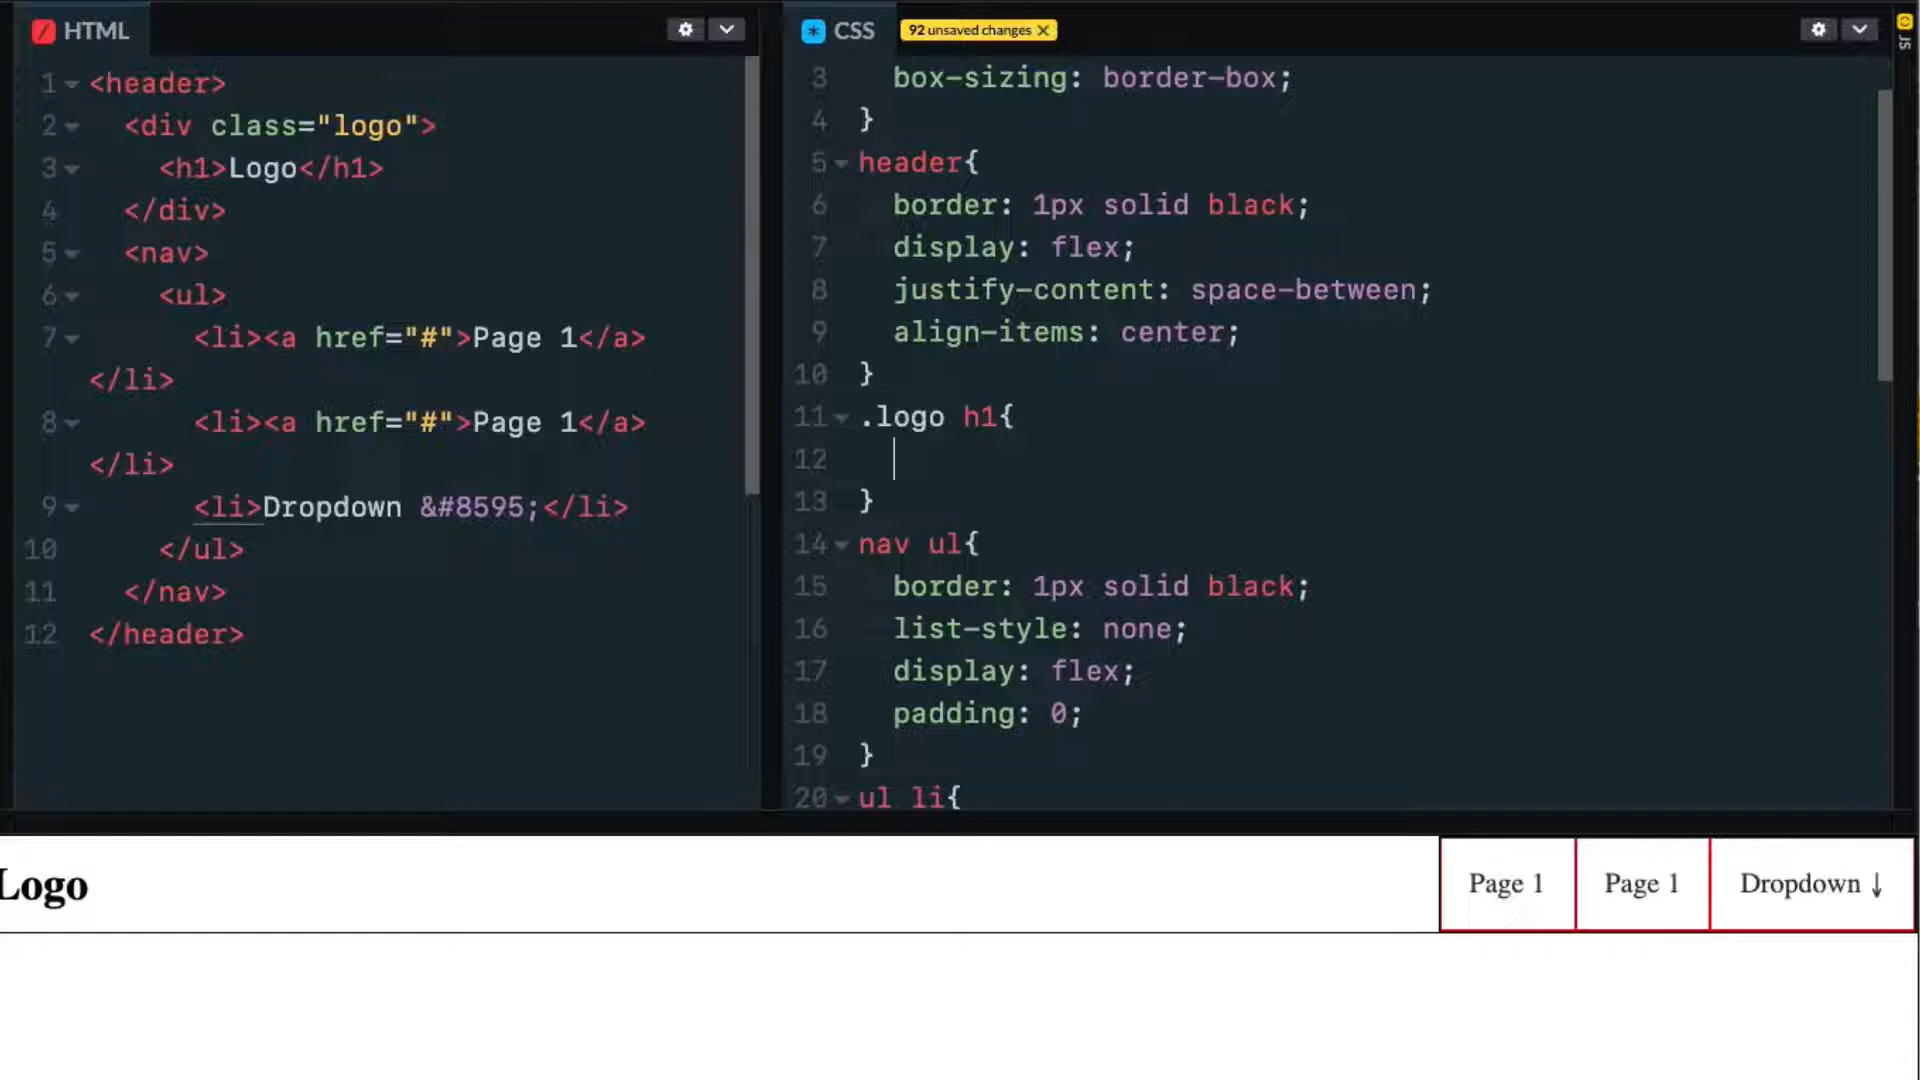 HTML
1 <header>
2 <div class="logo">
3 <h1>Logo</h1>
4 </div>
5 <nav>
6 <ul>
7 <li><a href="#">Page 1</a>
</li>
8 <li><a href="#">Page 1</a>
</li>
9 <li>Dropdown &#8595;</li>
10 </ul>
11 </nav>
12 </header>
CSS 92 unsaved changes
3 box-sizing: border-box;
4 }
5 header{
6 border: 1px solid black;
7 display: flex;
8 justify-content: space-between;
9 align-items: center;
10 }
11 .logo h1{
12
13 }
14 nav ul{
15 border: 1px solid black;
16 list-style: none;
17 display: flex;
18 padding: 0;
19 }
20 ul li{
JS
Logo Page 1 Page 1 Dropdown ↓